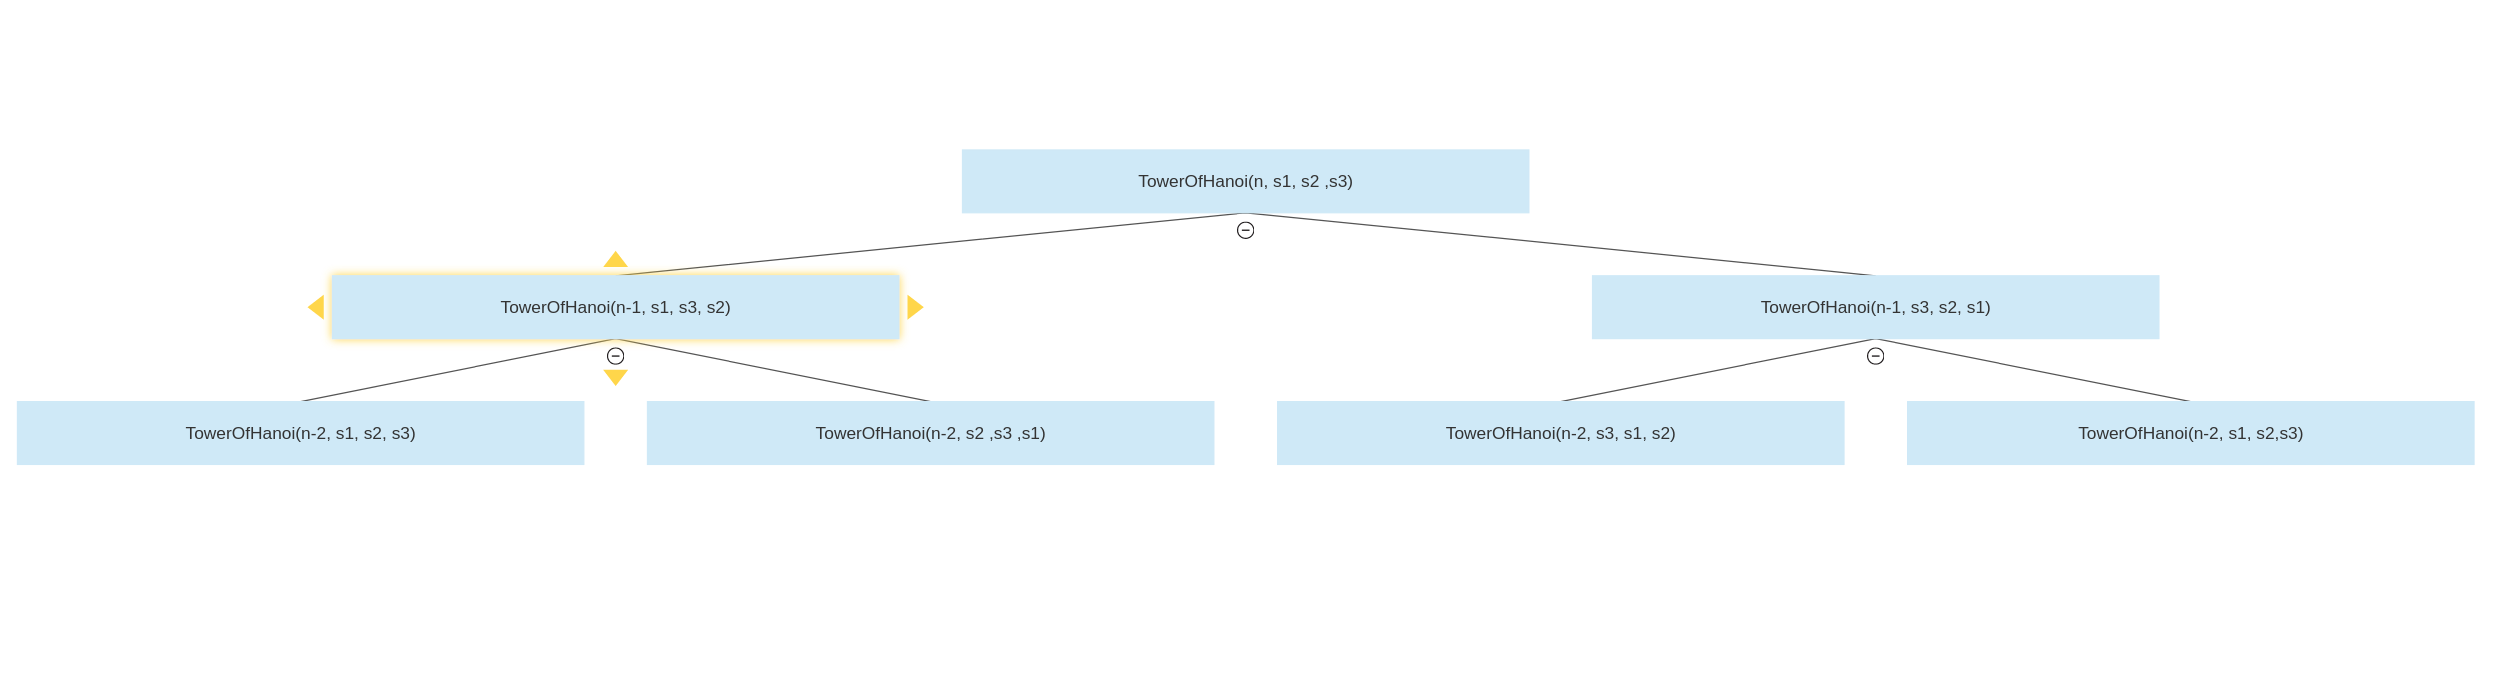 TowerOfHanoi(n, s1, s2 ,s3)
TowerOfHanoi(n-1, s1, s3, s2)
TowerOfHanoi(n-1, s3, s2, s1)
TowerOfHanoi(n-2, s1, s2, s3)
TowerOfHanoi(n-2, s2 ,s3 ,s1)
TowerOfHanoi(n-2, s3, s1, s2)
TowerOfHanoi(n-2, s1, s2,s3)